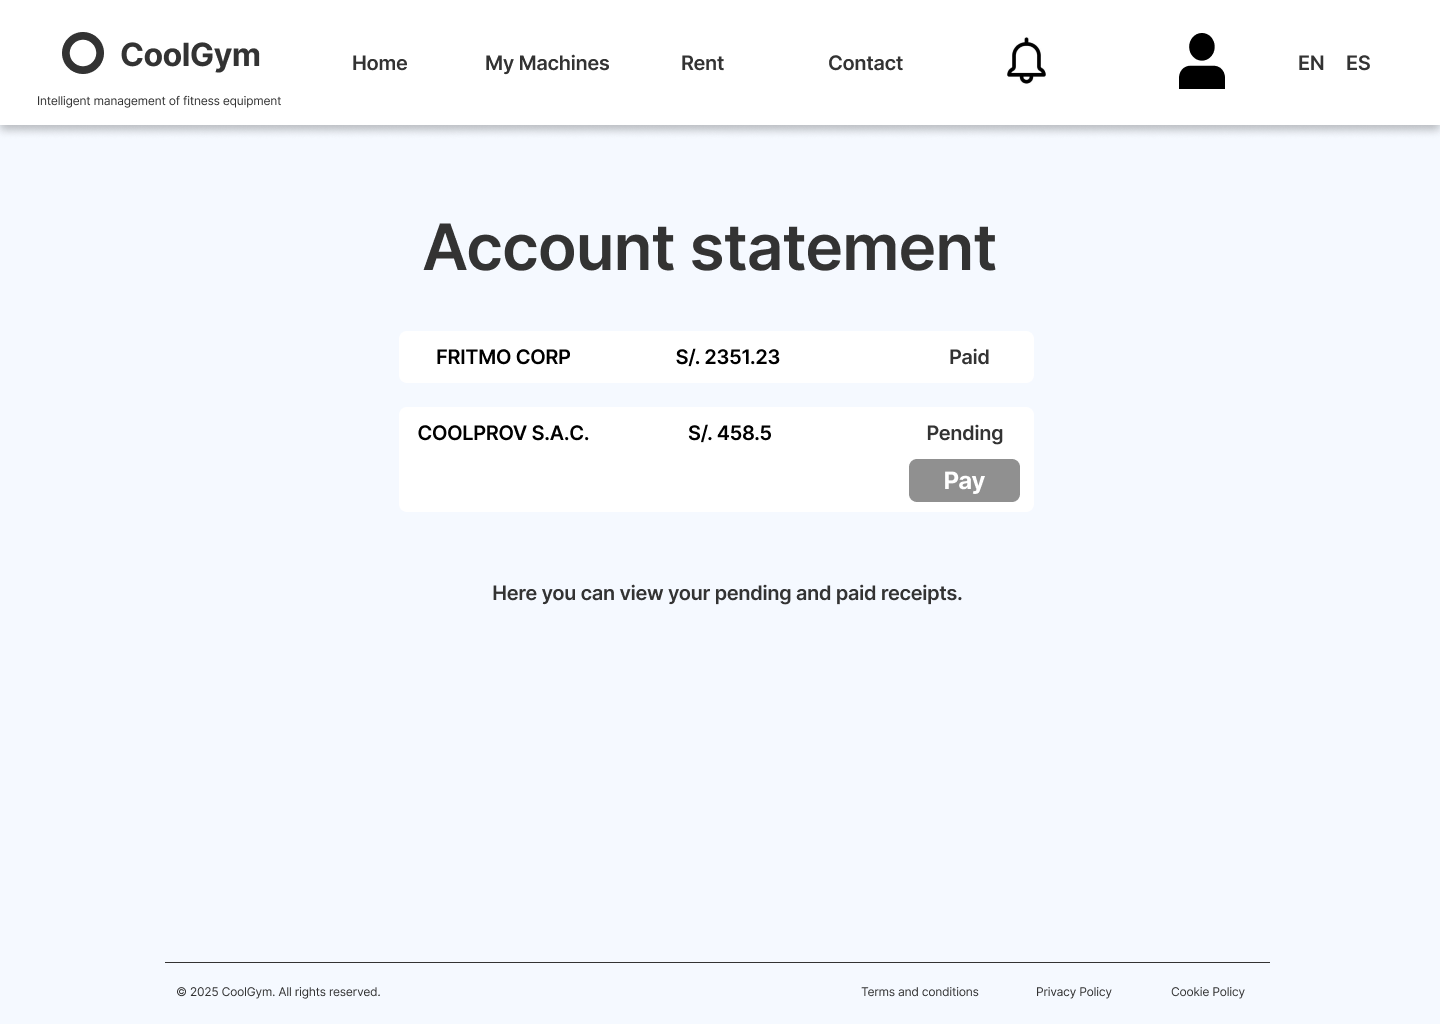 CoolGym
Intelligent management of fitness equipment
Home
My Machines
Rent
Contact
EN ES
Account statement
FRITMO CORP S/. 2351.23 Paid
COOLPROV S.A.C. S/. 458.5 Pending
Pay
Here you can view your pending and paid receipts.
© 2025 CoolGym. All rights reserved.
Terms and conditions
Privacy Policy
Cookie Policy